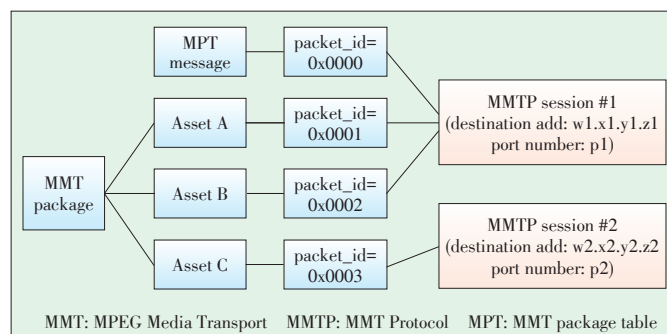 MPT
message
packet_id=
0x0000
MMTP session #1
(destination add: w1.x1.y1.z1
port number: p1)
Asset A
packet_id=
0x0001
MMT
package
Asset B
packet_id=
0x0002
MMTP session #2
(destination add: w2.x2.y2.z2
port number: p2)
Asset C
packet_id=
0x0003
MMT: MPEG Media Transport MMTP: MMT Protocol MPT: MMT package table